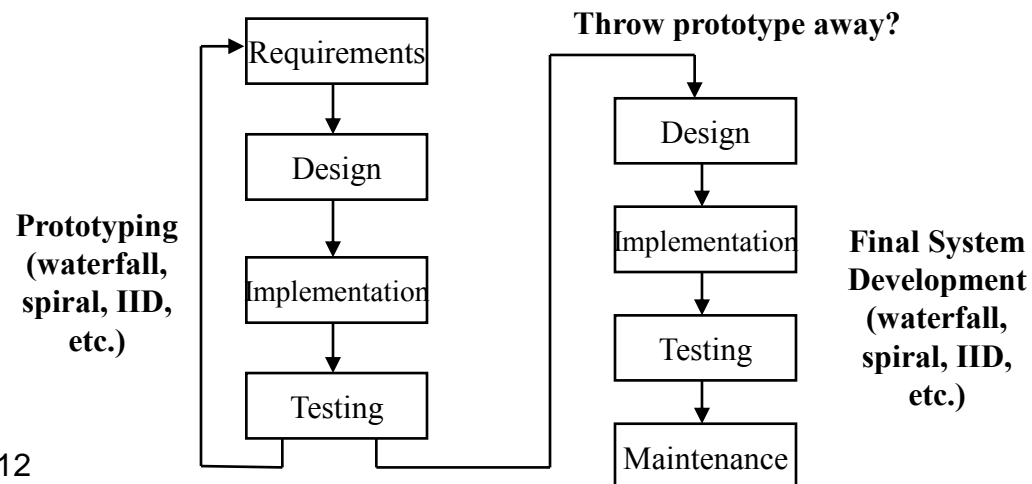 Throw prototype away?
Requirements
Design
Implementation
Testing
Prototyping
(waterfall,
spiral, IID,
etc.)
Design
Implementation
Testing
Maintenance
Final System
Development
(waterfall,
spiral, IID,
etc.)
12